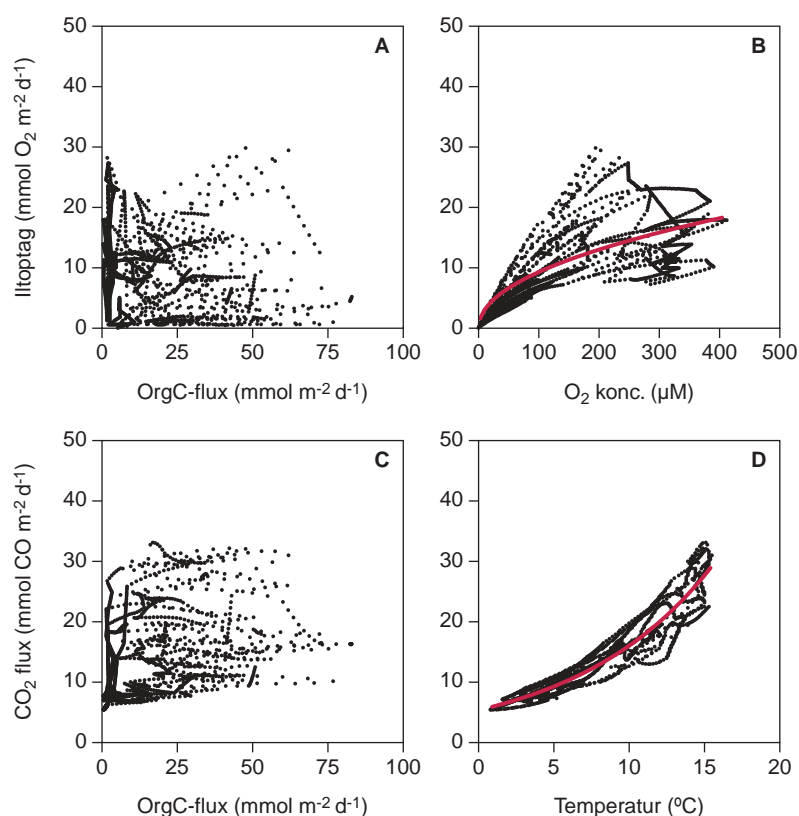 A
50
40
30
20
10
0
Iltoptag (mmol O₂ m⁻² d⁻¹)
0 25 50 75 100
OrgC-flux (mmol m⁻² d⁻¹)
B
50
40
30
20
10
0
0 100 200 300 400 500
O₂ konc. (µM)
C
50
40
30
20
10
0
CO₂ flux (mmol CO m⁻² d⁻¹)
0 25 50 75 100
OrgC-flux (mmol m⁻² d⁻¹)
D
50
40
30
20
10
0
0 5 10 15 20
Temperatur (ºC)